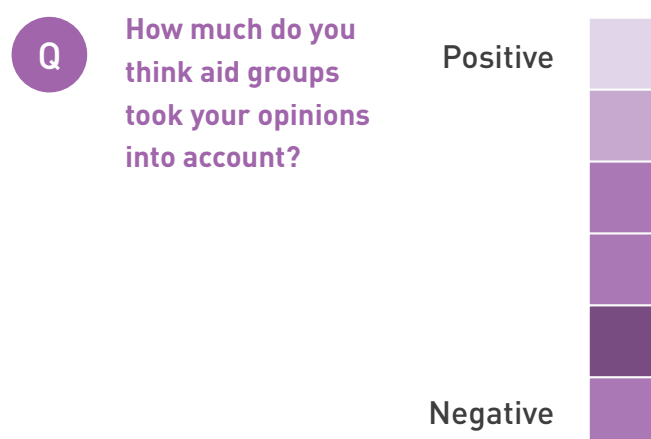 Q
How much do you
think aid groups
took your opinions
into account?
Positive
Negative